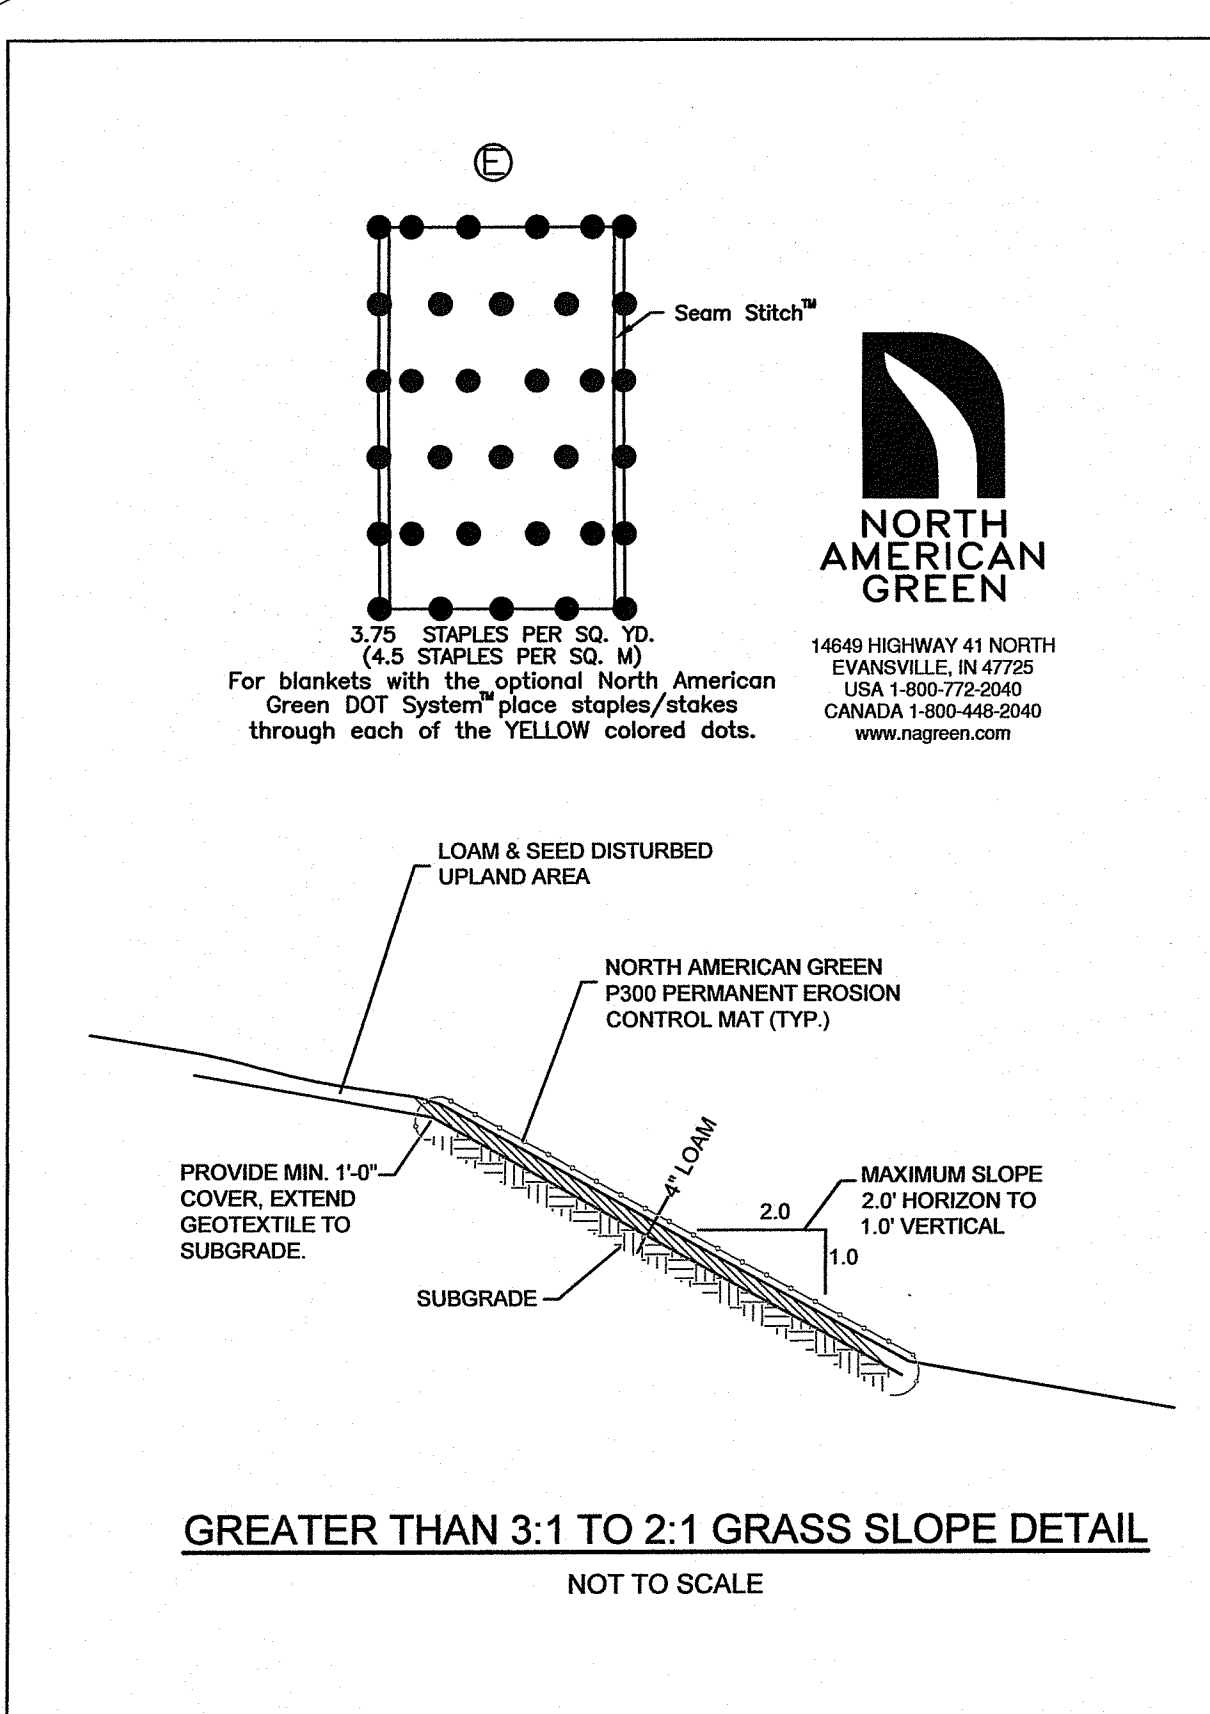 E
Seam Stitch™
NORTH
AMERICAN
GREEN
3.75 STAPLES PER SQ. YD.
(4.5 STAPLES PER SQ. M)
For blankets with the optional North American
Green DOT System™ place staples/stakes
through each of the YELLOW colored dots.
14649 HIGHWAY 41 NORTH
EVANSVILLE, IN 47725
USA 1-800-772-2040
CANADA 1-800-448-2040
www.nagreen.com
LOAM & SEED DISTURBED
UPLAND AREA
NORTH AMERICAN GREEN
P300 PERMANENT EROSION
CONTROL MAT (TYP.)
4" LOAM
PROVIDE MIN. 1'-0"
COVER, EXTEND
GEOTEXTILE TO
SUBGRADE.
MAXIMUM SLOPE
2.0' HORIZON TO
1.0' VERTICAL
2.0
1.0
SUBGRADE
GREATER THAN 3:1 TO 2:1 GRASS SLOPE DETAIL
NOT TO SCALE